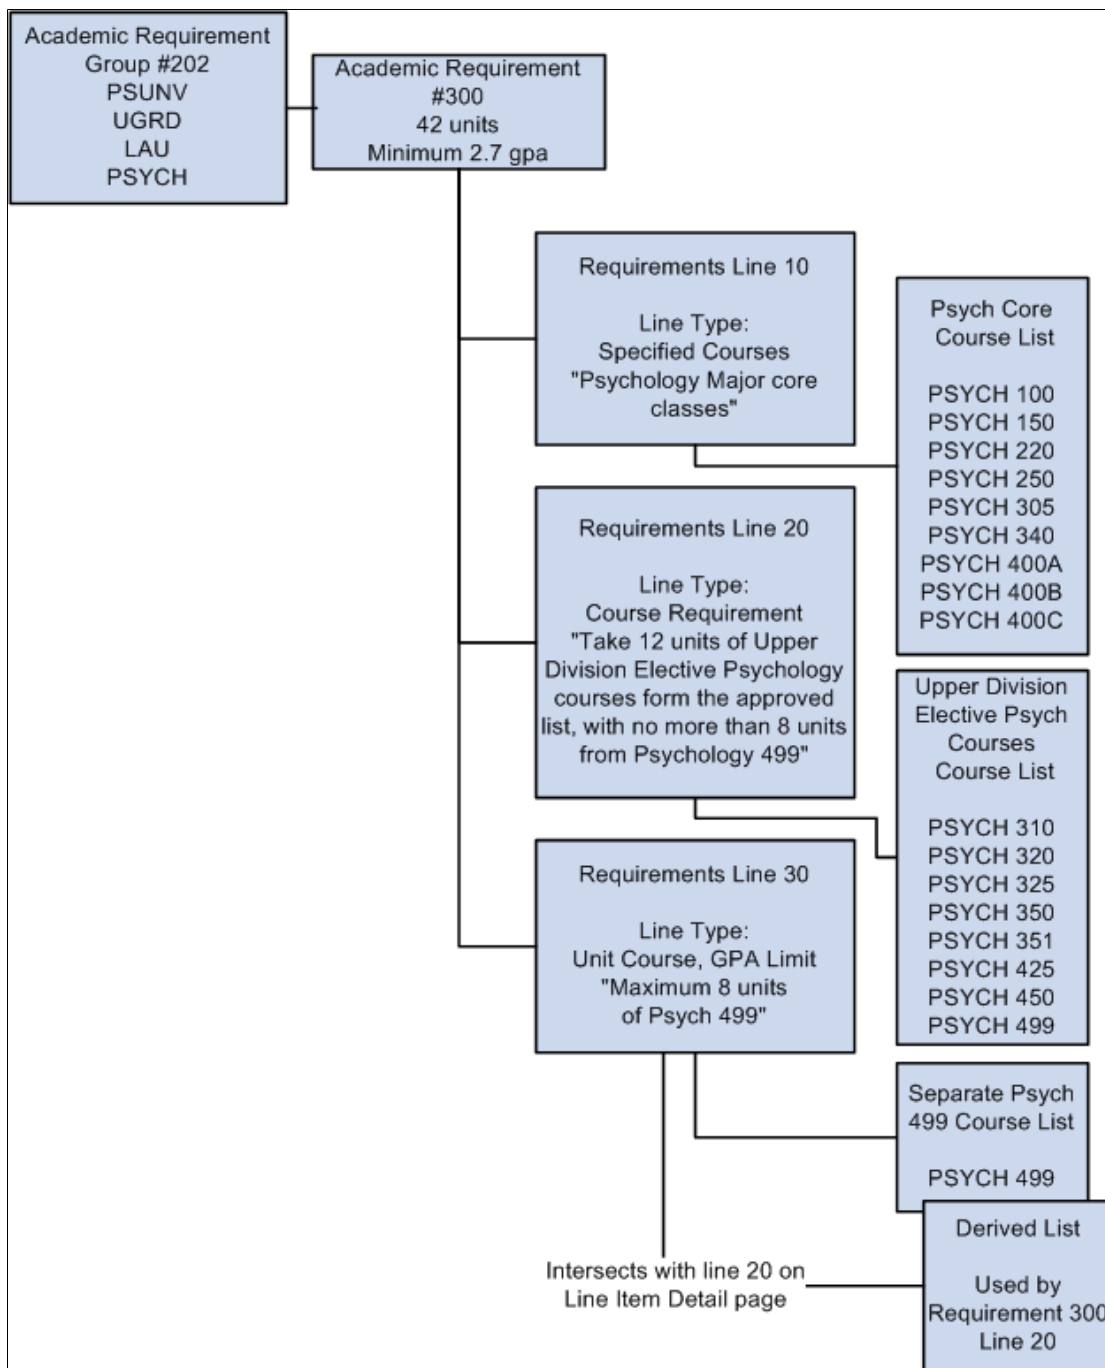 Academic Requirement
Group #202
PSUNV
UGRD
LAU
PSYCH
Academic Requirement
#300
42 units
Minimum 2.7 gpa
Requirements Line 10
Line Type:
Specified Courses
"Psychology Major core
classes"
Psych Core
Course List
PSYCH 100
PSYCH 150
PSYCH 220
PSYCH 250
PSYCH 305
PSYCH 340
PSYCH 400A
PSYCH 400B
PSYCH 400C
Requirements Line 20
Line Type:
Course Requirement
"Take 12 units of Upper
Division Elective Psychology
courses form the approved
list, with no more than 8 units
from Psychology 499"
Upper Division
Elective Psych
Courses
Course List
PSYCH 310
PSYCH 320
PSYCH 325
PSYCH 350
PSYCH 351
PSYCH 425
PSYCH 450
PSYCH 499
Requirements Line 30
Line Type:
Unit Course, GPA Limit
"Maximum 8 units
of Psych 499"
Separate Psych
499 Course List
PSYCH 499
Intersects with line 20 on
Line Item Detail page
Derived List
Used by
Requirement 300
Line 20